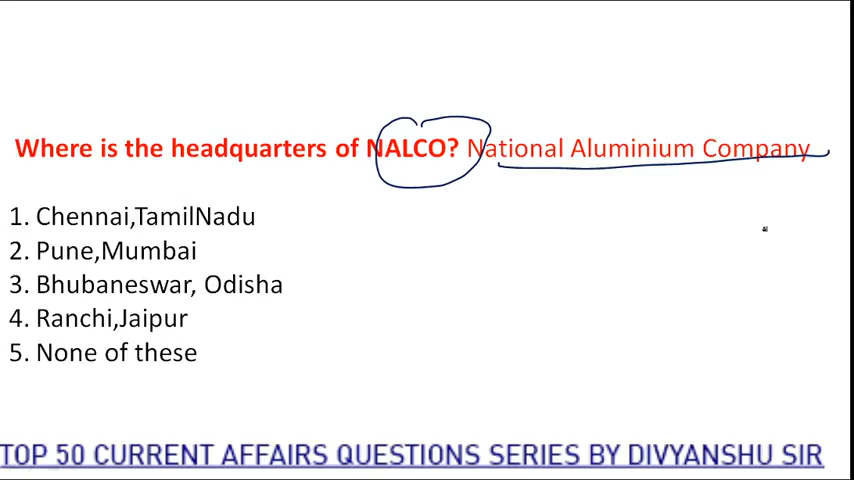 Where is the headquarters of NALCO? National Aluminium Company
1. Chennai,TamilNadu
2. Pune,Mumbai
3. Bhubaneswar, Odisha
4. Ranchi,Jaipur
5. None of these
TOP 50 CURRENT AFFAIRS QUESTIONS SERIES BY DIVYANSHU SIR